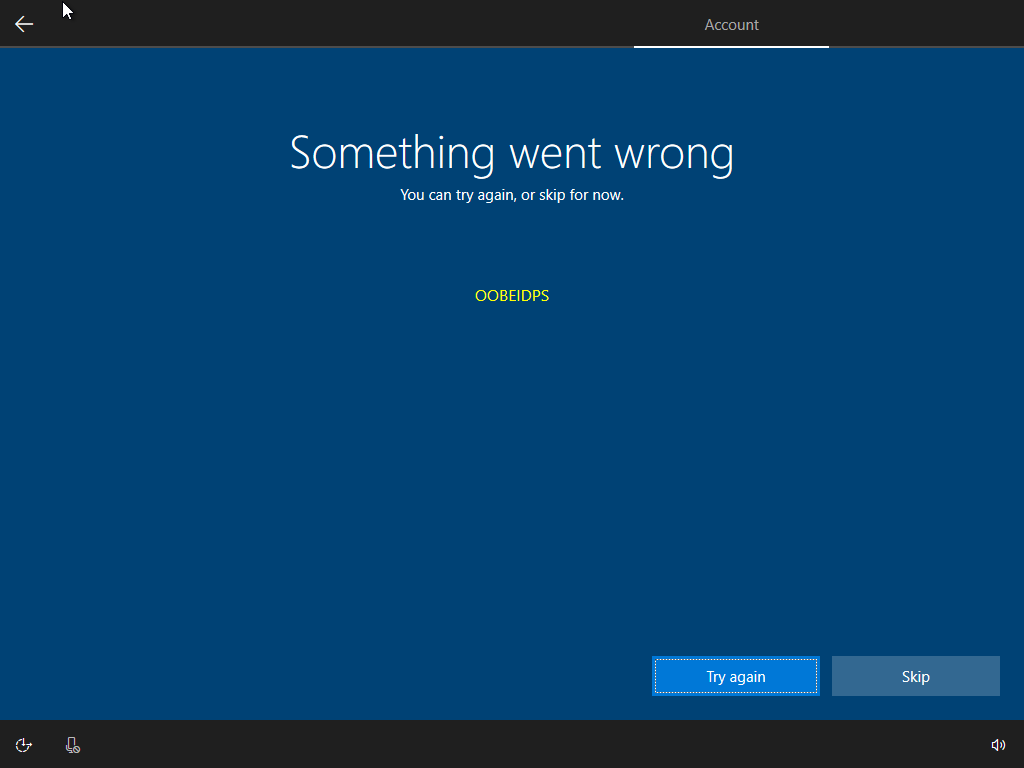 Account
Something went wrong
You can try again, or skip for now.
OOBEIDPS
Try again
Skip